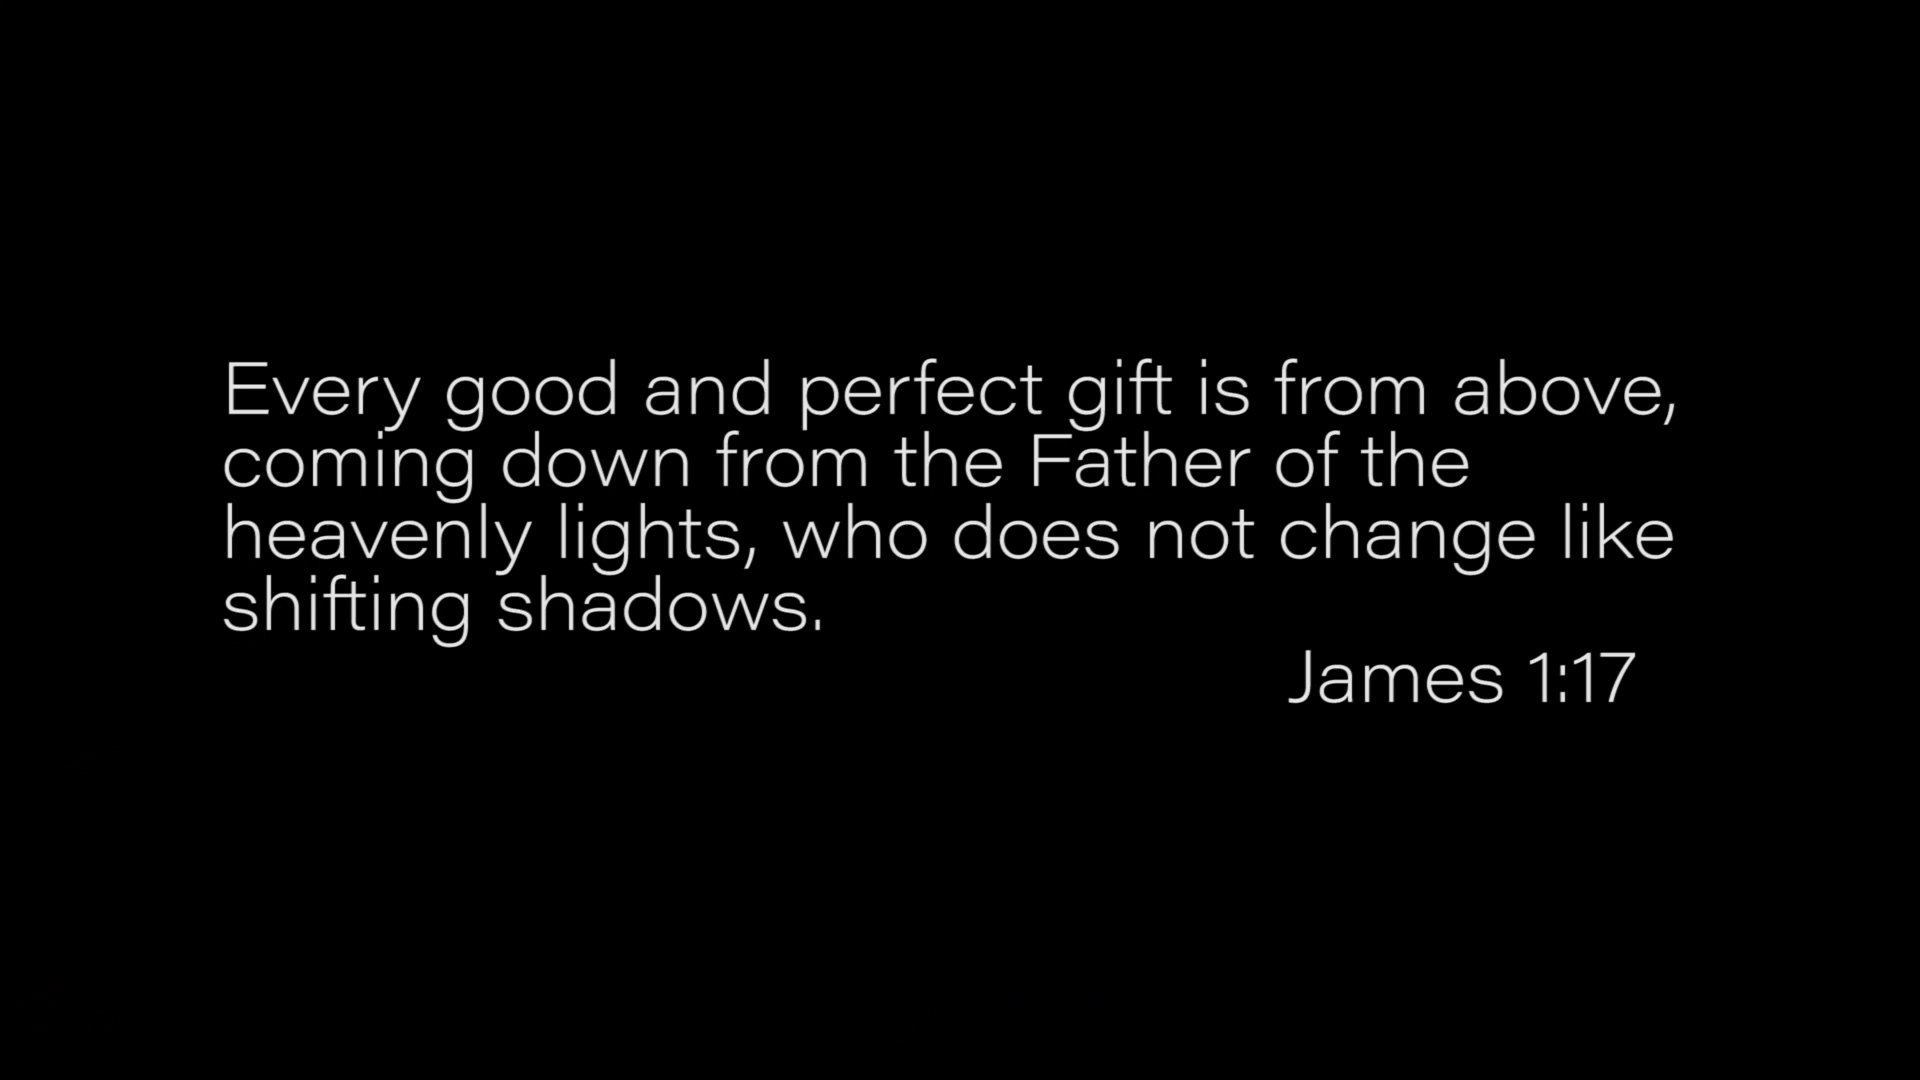 Every good and perfect gift is from above,
coming down from the Father of the
heavenly lights, who does not change like
shifting shadows.
James 1:17